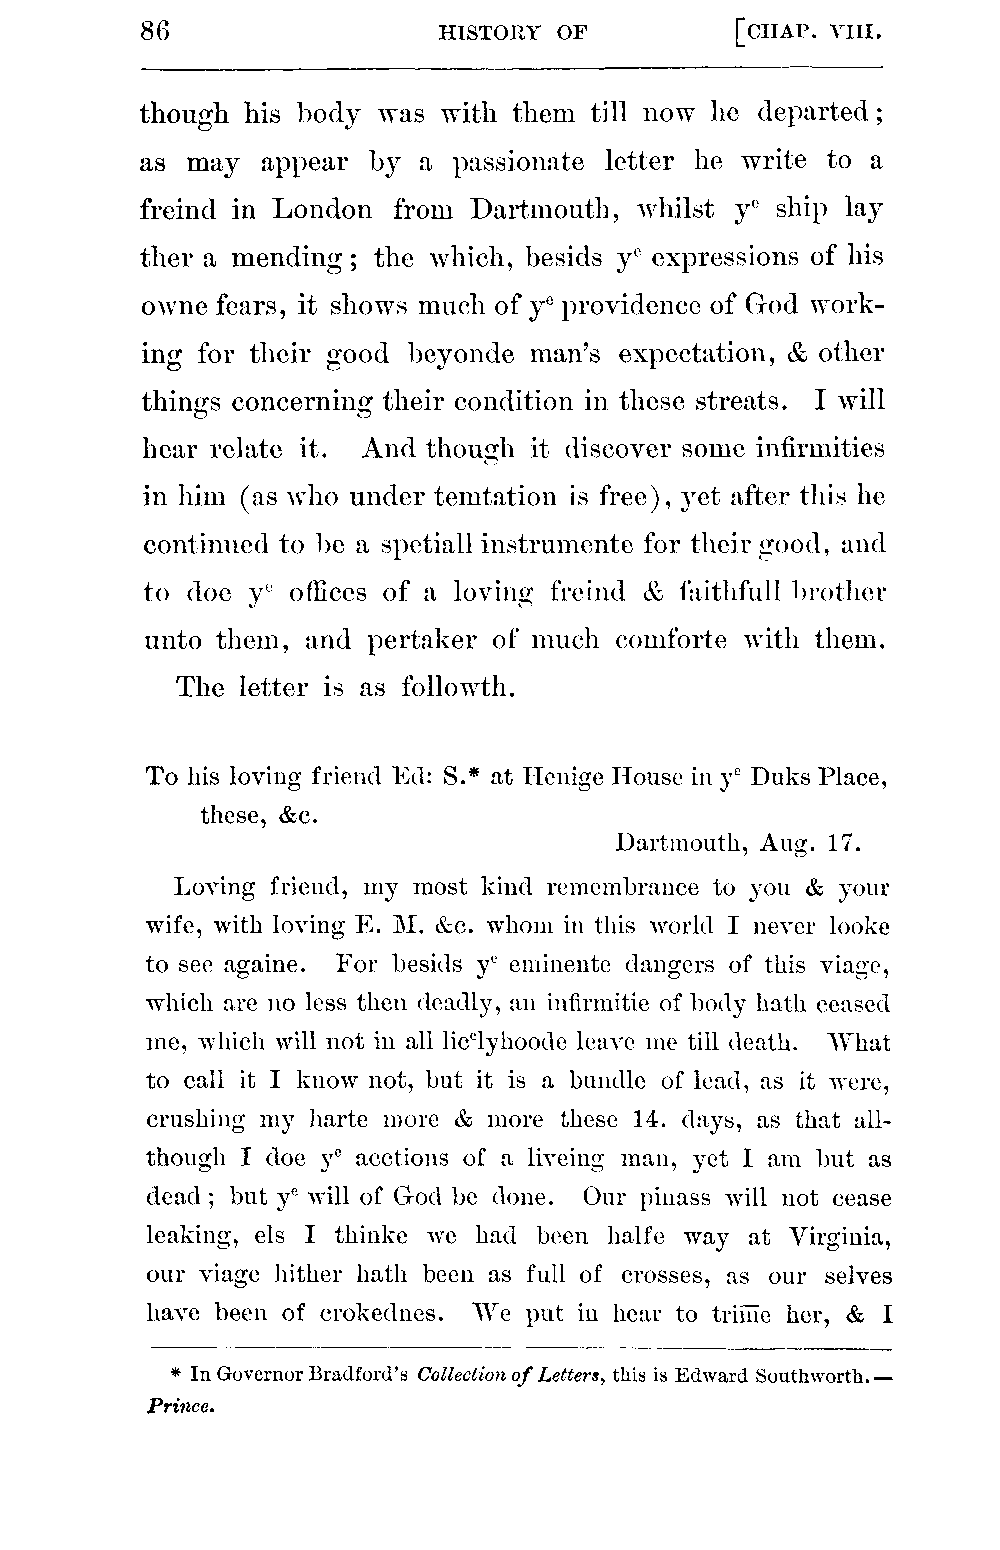 86 HISTORY OF [CHAP. VIII.
though his body was with them till now he departed;
as may appear by a passionate letter he write to a
freind in London from Dartmouth, whilst yᵉ ship lay
ther a mending; the which, besids yᵉ expressions of his
owne fears, it shows much of yᵉ providence of God work-
ing for their good beyonde man's expectation, & other
things concerning their condition in these streats. I will
hear relate it. And though it discover some infirmities
in him (as who under temtation is free), yet after this he
continued to be a spetiall instrumente for their good, and
to doe yᵉ offices of a loving freind & faithfull brother
unto them, and pertaker of much comforte with them.
The letter is as followth.
To his loving friend Ed: S.* at Henige House in yᵉ Duks Place,
these, &c.
Dartmouth, Aug. 17.
Loving friend, my most kind remembrance to you & your
wife, with loving E. M. &c. whom in this world I never looke
to see againe. For besids yᵉ eminente dangers of this viage,
which are no less then deadly, an infirmitie of body hath ceased
me, which will not in all licᵉlyhoode leave me till death. What
to call it I know not, but it is a bundle of lead, as it were,
crushing my harte more & more these 14. days, as that all-
though I doe yᵉ acctions of a liveing man, yet I am but as
dead; but yᵉ will of God be done. Our pinass will not cease
leaking, els I thinke we had been halfe way at Virginia,
our viage hither hath been as full of crosses, as our selves
have been of crokednes. We put in hear to trim̅e her, & I
* In Governor Bradford's Collection of Letters, this is Edward Southworth.—
Prince.